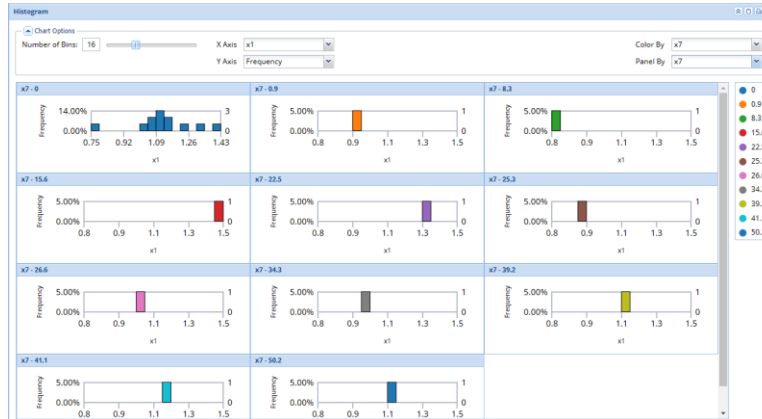 Histogram
Chart Options
Number of Bins: 16 X Axis x1 Color By x7
Y Axis Frequency Panel By x7
x7 - 0 x7 - 0.9 x7 - 8.3
Frequency 14.00% 3 Frequency 5.00% 1 Frequency 5.00% 1
0.00% 0 0.00% 0 0.00% 0
0.75 0.92 1.09 1.26 1.43 0.8 0.9 1.1 1.3 1.5 0.8 0.9 1.1 1.3 1.5
x1 x1 x1
x7 - 15.6 x7 - 22.5 x7 - 25.3
Frequency 5.00% 1 Frequency 5.00% 1 Frequency 5.00% 1
0.00% 0 0.00% 0 0.00% 0
0.8 0.9 1.1 1.3 1.5 0.8 0.9 1.1 1.3 1.5 0.8 0.9 1.1 1.3 1.5
x1 x1 x1
x7 - 26.6 x7 - 34.3 x7 - 39.2
Frequency 5.00% 1 Frequency 5.00% 1 Frequency 5.00% 1
0.00% 0 0.00% 0 0.00% 0
0.8 0.9 1.1 1.3 1.5 0.8 0.9 1.1 1.3 1.5 0.8 0.9 1.1 1.3 1.5
x1 x1 x1
x7 - 41.1 x7 - 50.2
Frequency 5.00% 1 Frequency 5.00% 1
0.00% 0 0.00% 0
0.8 0.9 1.1 1.3 1.5 0.8 0.9 1.1 1.3 1.5
0
0.9
8.3
15.
22.
25.
26.
34.
39.
41.
50.